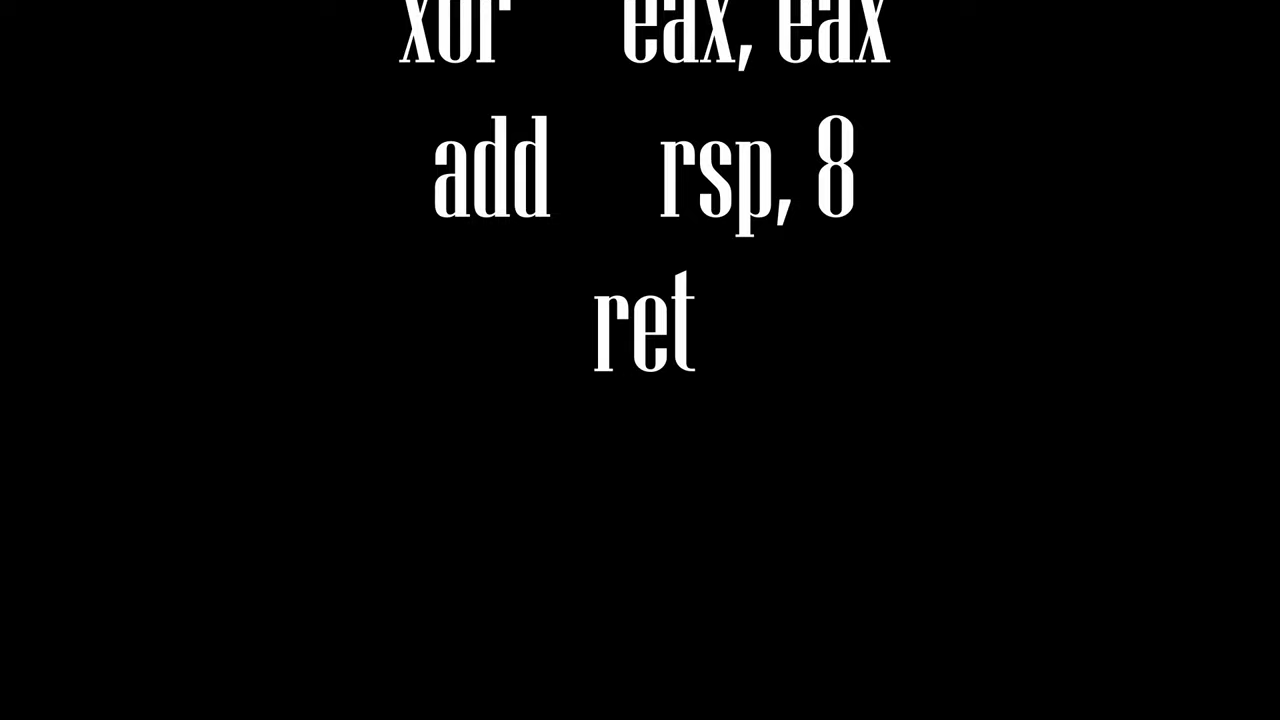 xor eax, eax
add rsp, 8
ret